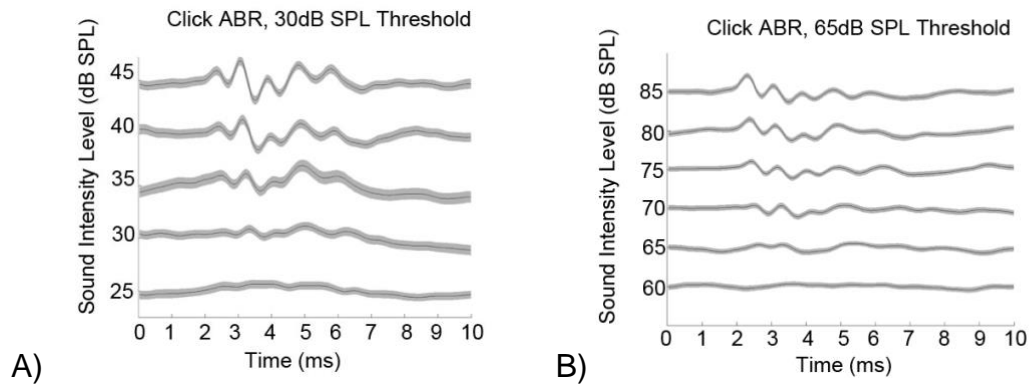 Click ABR, 30dB SPL Threshold
Sound Intensity Level (dB SPL)
45
40
35
30
25
0 1 2 3 4 5 6 7 8 9 10
Time (ms)
A)
Click ABR, 65dB SPL Threshold
Sound Intensity Level (dB SPL)
85
80
75
70
65
60
0 1 2 3 4 5 6 7 8 9 10
Time (ms)
B)